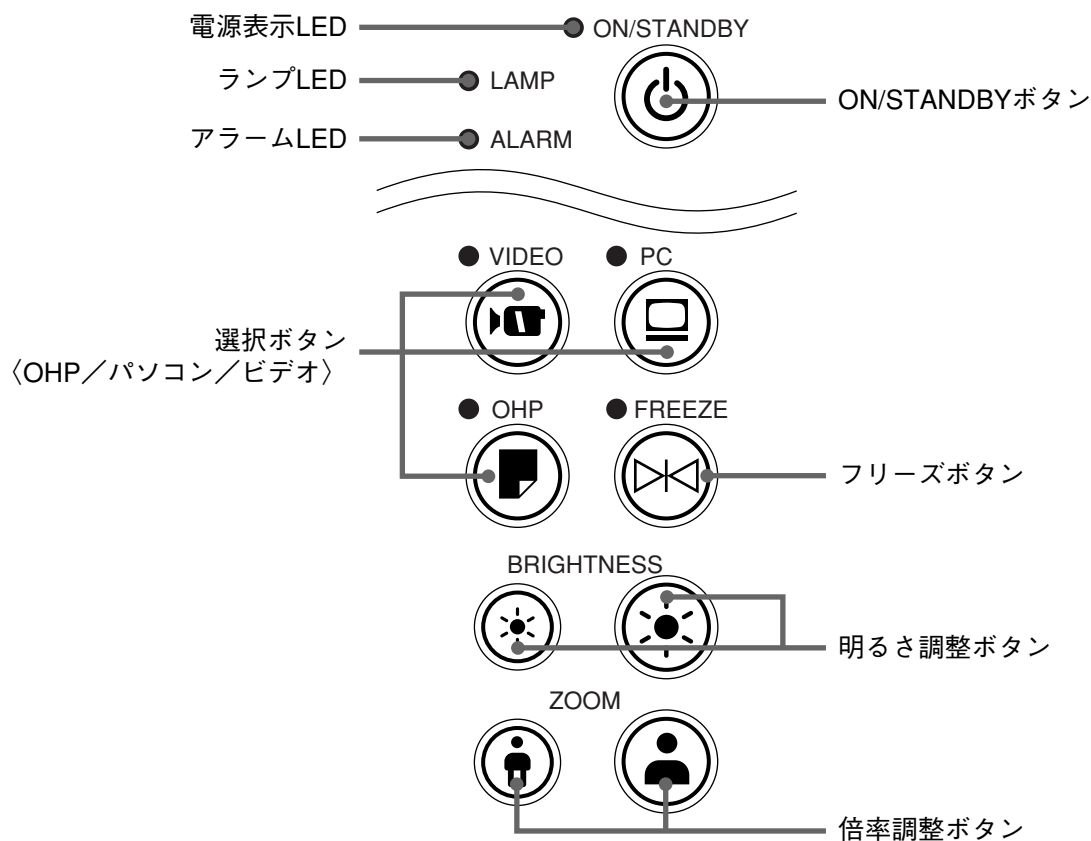 電源表示LED
ON/STANDBY
ランプLED
LAMP
ON/STANDBYボタン
アラームLED
ALARM
VIDEO
PC
選択ボタン
〈OHP／パソコン／ビデオ〉
OHP
FREEZE
フリーズボタン
BRIGHTNESS
明るさ調整ボタン
ZOOM
倍率調整ボタン